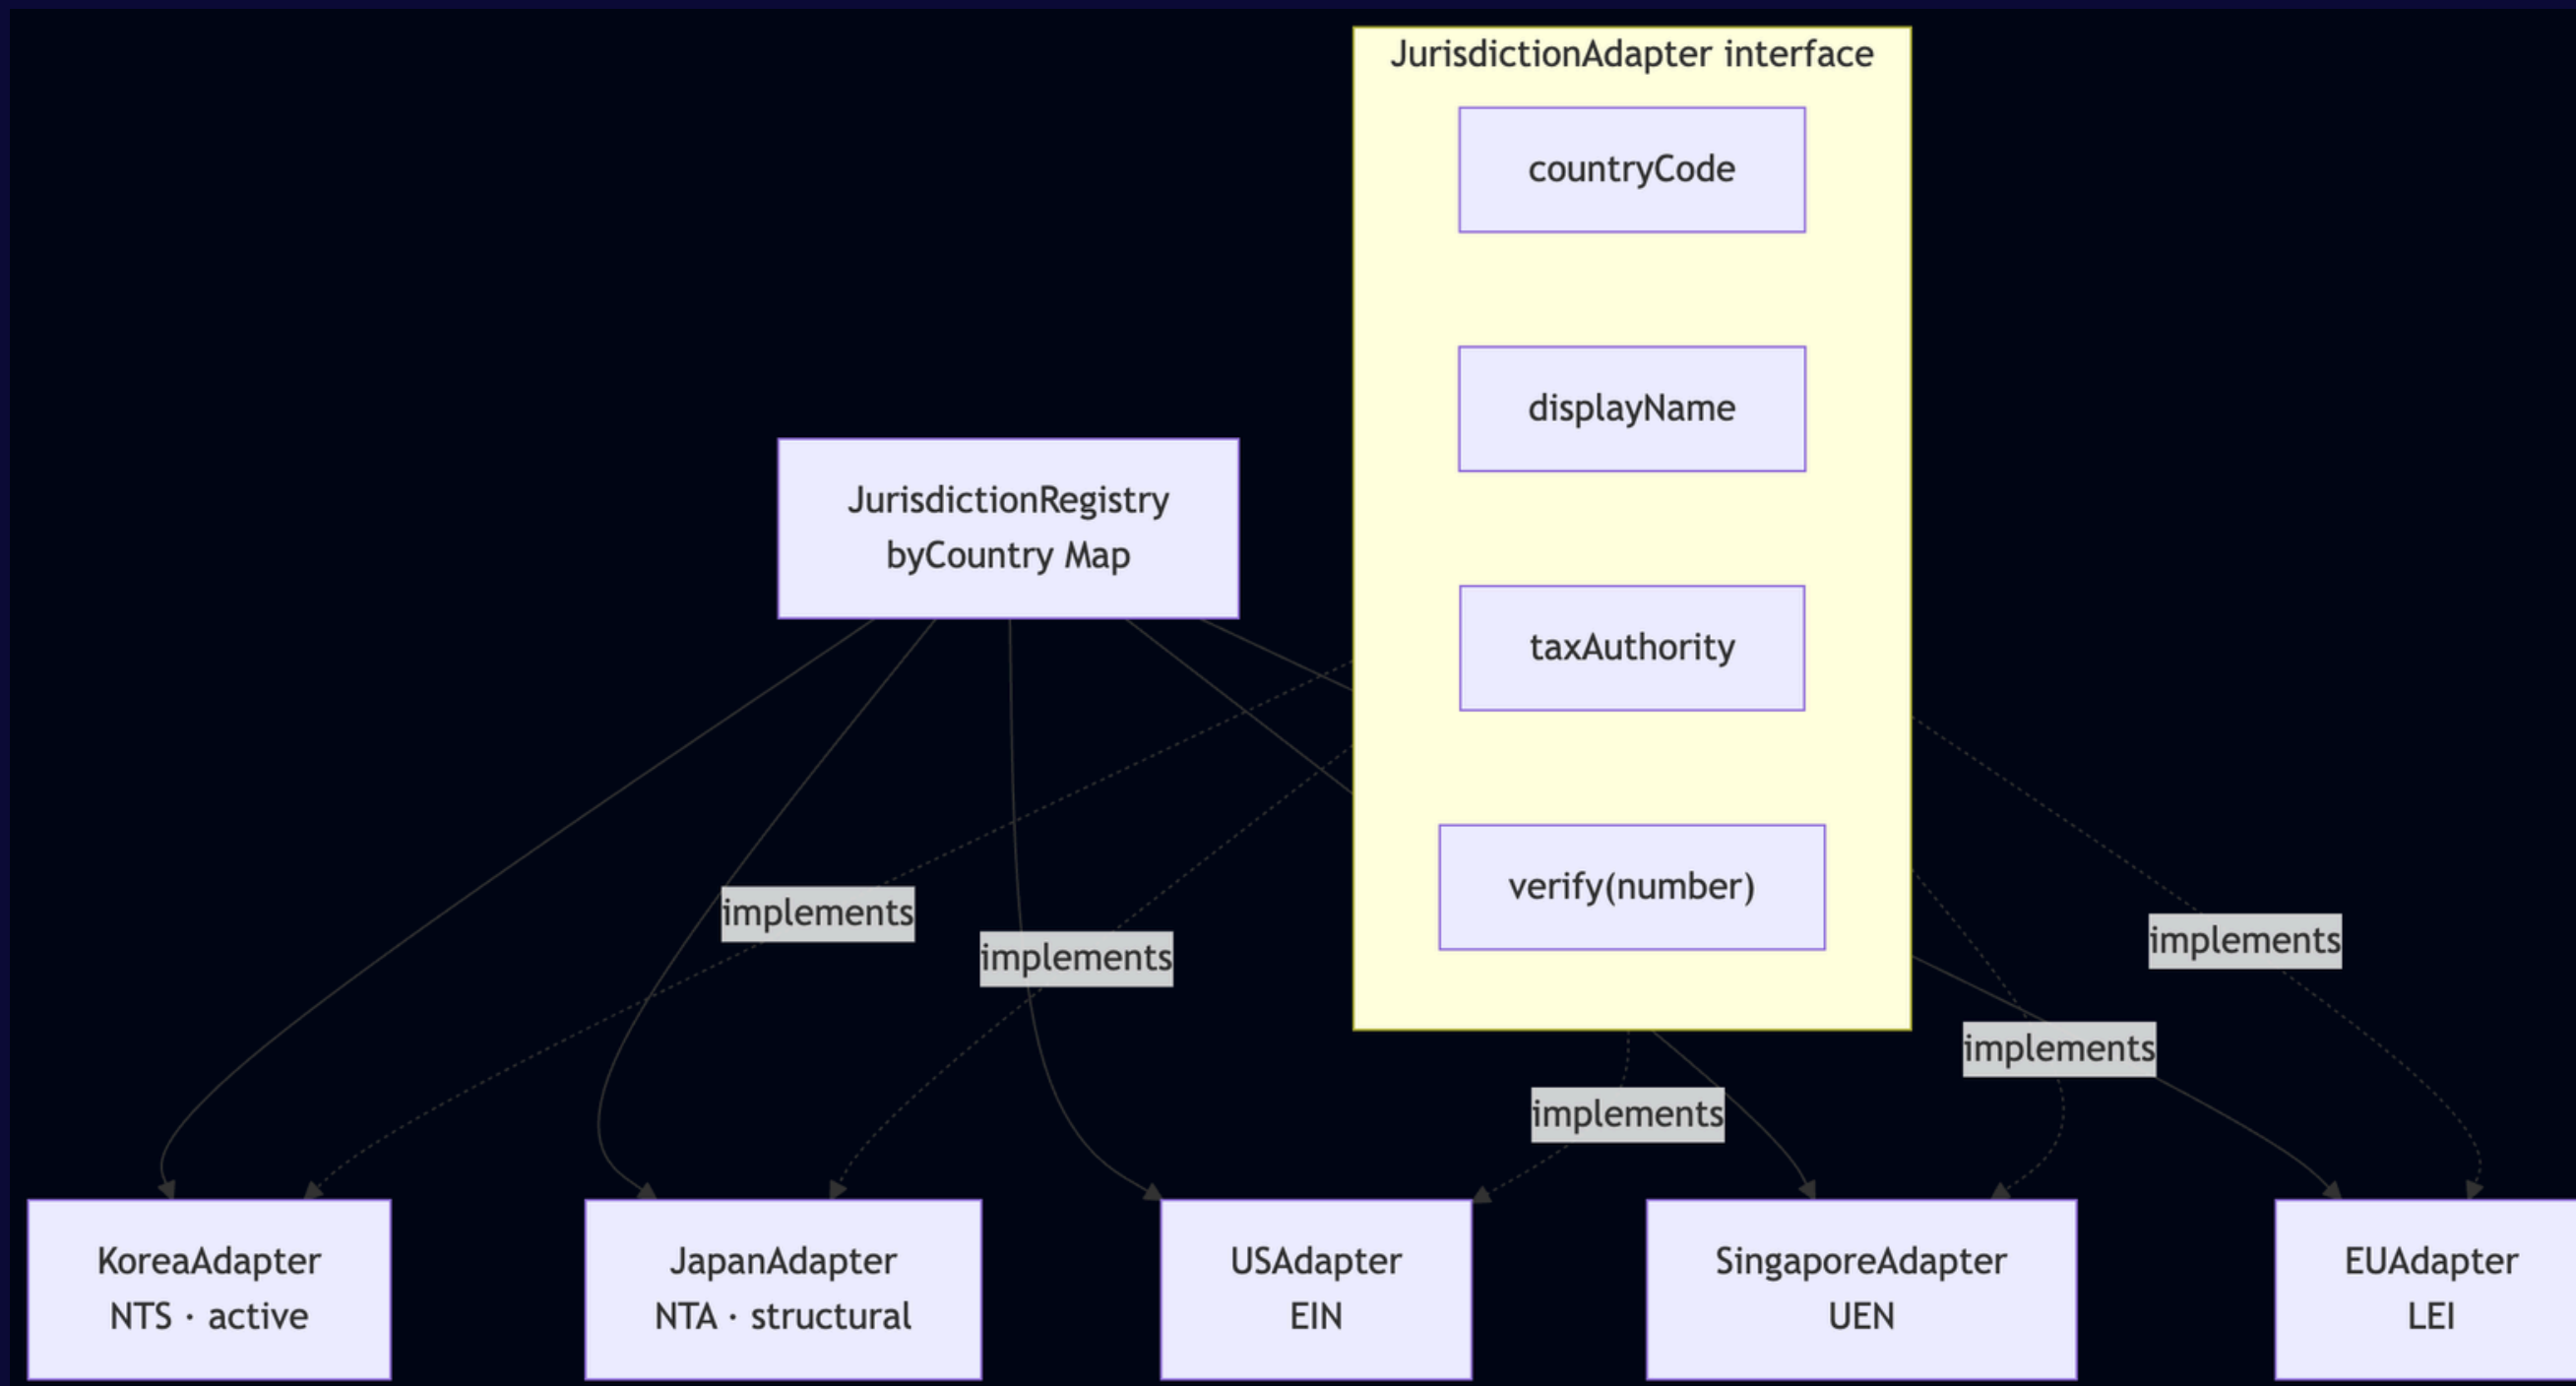 JurisdictionAdapter interface
countryCode
displayName
taxAuthority
verify(number)
JurisdictionRegistry
byCountry Map
implements
implements
implements
implements
implements
KoreaAdapter
NTS · active
JapanAdapter
NTA · structural
USAdapter
EIN
SingaporeAdapter
UEN
EUAdapter
LEI